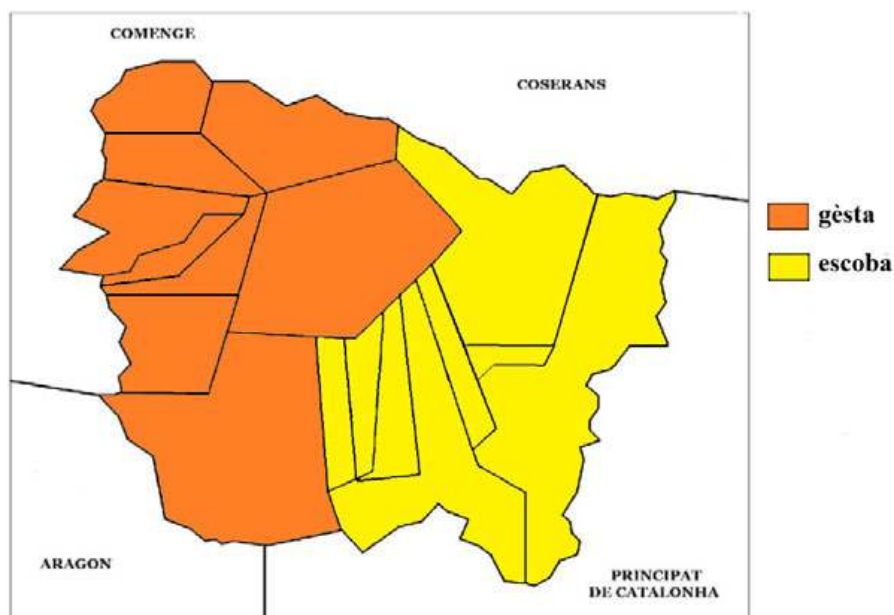 COMENGE
COSERANS
gèsta
escoba
ARAGON
PRINCIPAT
DE CATALONHA